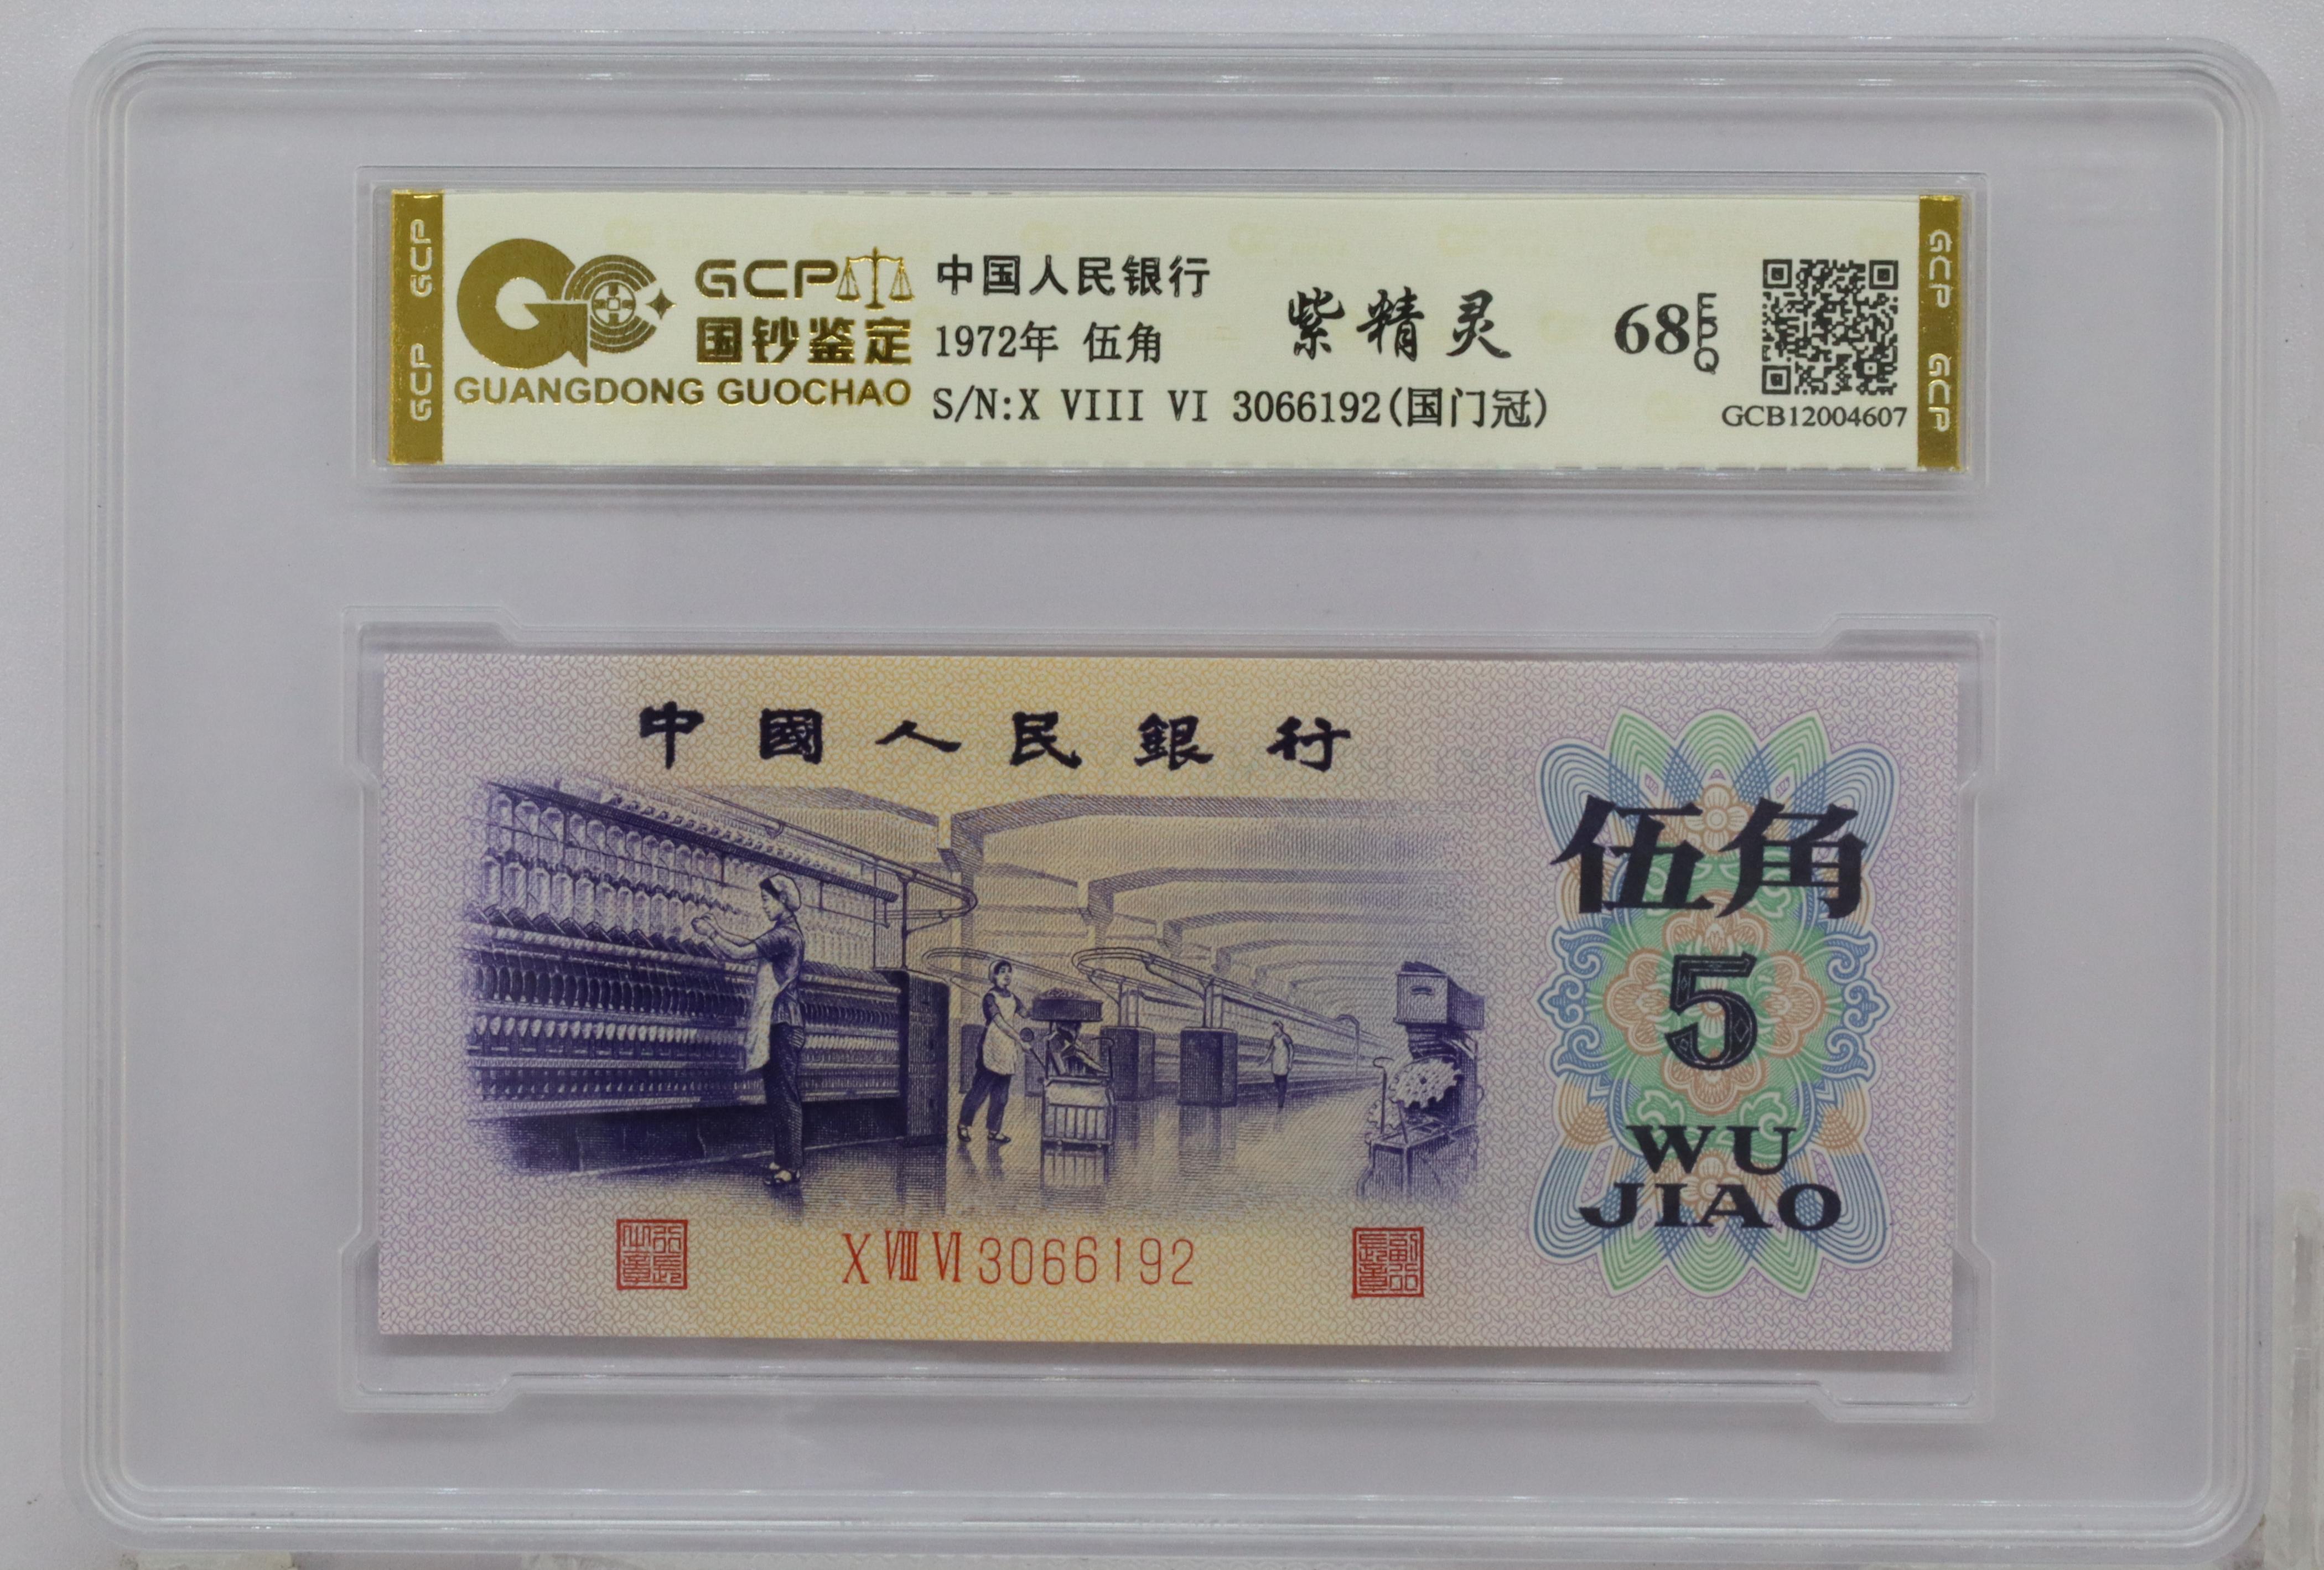 GCP
GCP
GCP
国钞鉴定
GUANGDONG GUOCHAO
中国人民银行
1972年 伍角
S/N:X VIII VI 3066192(国门冠)
紫精灵
68 EPQ
GCB12004607
GCP
GCP
中國人民銀行
伍角
5
WU
JIAO
X VIII VI 3066192